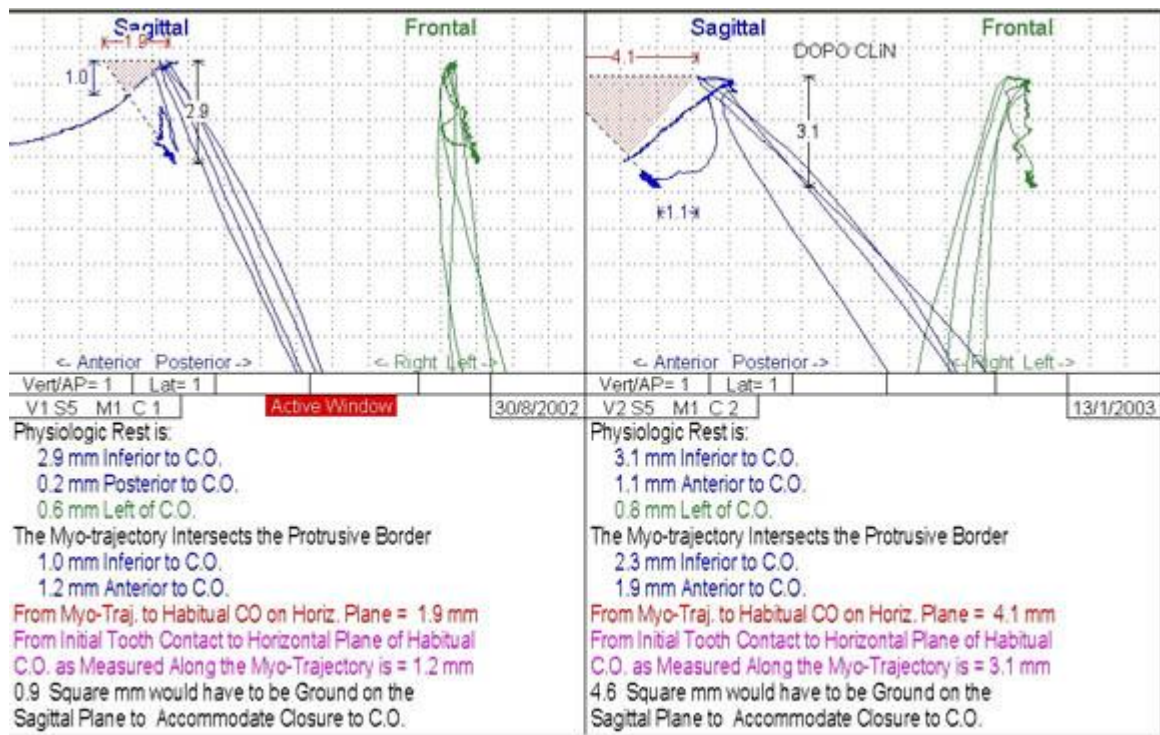 Sagittal
Frontal
1.9
1.0
2.9
<- Anterior Posterior ->
<- Right Left ->
Vert/AP= 1 Lat= 1
V1 S5 M1 C 1 Active Window 30/8/2002
Physiologic Rest is:
2.9 mm Inferior to C.O.
0.2 mm Posterior to C.O.
0.6 mm Left of C.O.
The Myo-trajectory Intersects the Protrusive Border
1.0 mm Inferior to C.O.
1.2 mm Anterior to C.O.
From Myo-Traj. to Habitual CO on Horiz. Plane = 1.9 mm
From Initial Tooth Contact to Horizontal Plane of Habitual
C.O. as Measured Along the Myo-Trajectory is = 1.2 mm
0.9 Square mm would have to be Ground on the
Sagittal Plane to Accommodate Closure to C.O.
Sagittal
Frontal
4.1
DOPO CLiN
3.1
1.1
<- Anterior Posterior ->
<- Right Left ->
Vert/AP= 1 Lat= 1
V2 S5 M1 C 2 13/1/2003
Physiologic Rest is:
3.1 mm Inferior to C.O.
1.1 mm Anterior to C.O.
0.8 mm Left of C.O.
The Myo-trajectory Intersects the Protrusive Border
2.3 mm Inferior to C.O.
1.9 mm Anterior to C.O.
From Myo-Traj. to Habitual CO on Horiz. Plane = 4.1 mm
From Initial Tooth Contact to Horizontal Plane of Habitual
C.O. as Measured Along the Myo-Trajectory is = 3.1 mm
4.6 Square mm would have to be Ground on the
Sagittal Plane to Accommodate Closure to C.O.